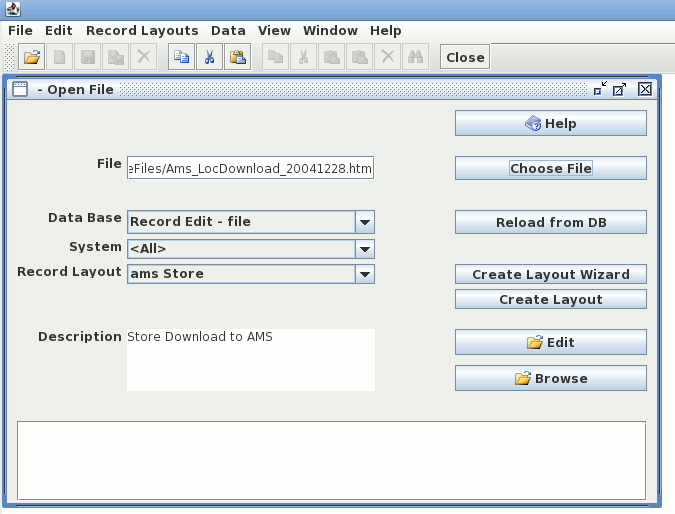 File Edit Record Layouts Data View Window Help
Close
- Open File
Help
File eFiles/Ams_LocDownload_20041228.htm Choose File
Data Base Record Edit - file Reload from DB
System <All>
Record Layout ams Store Create Layout Wizard
Create Layout
Description Store Download to AMS Edit
Browse